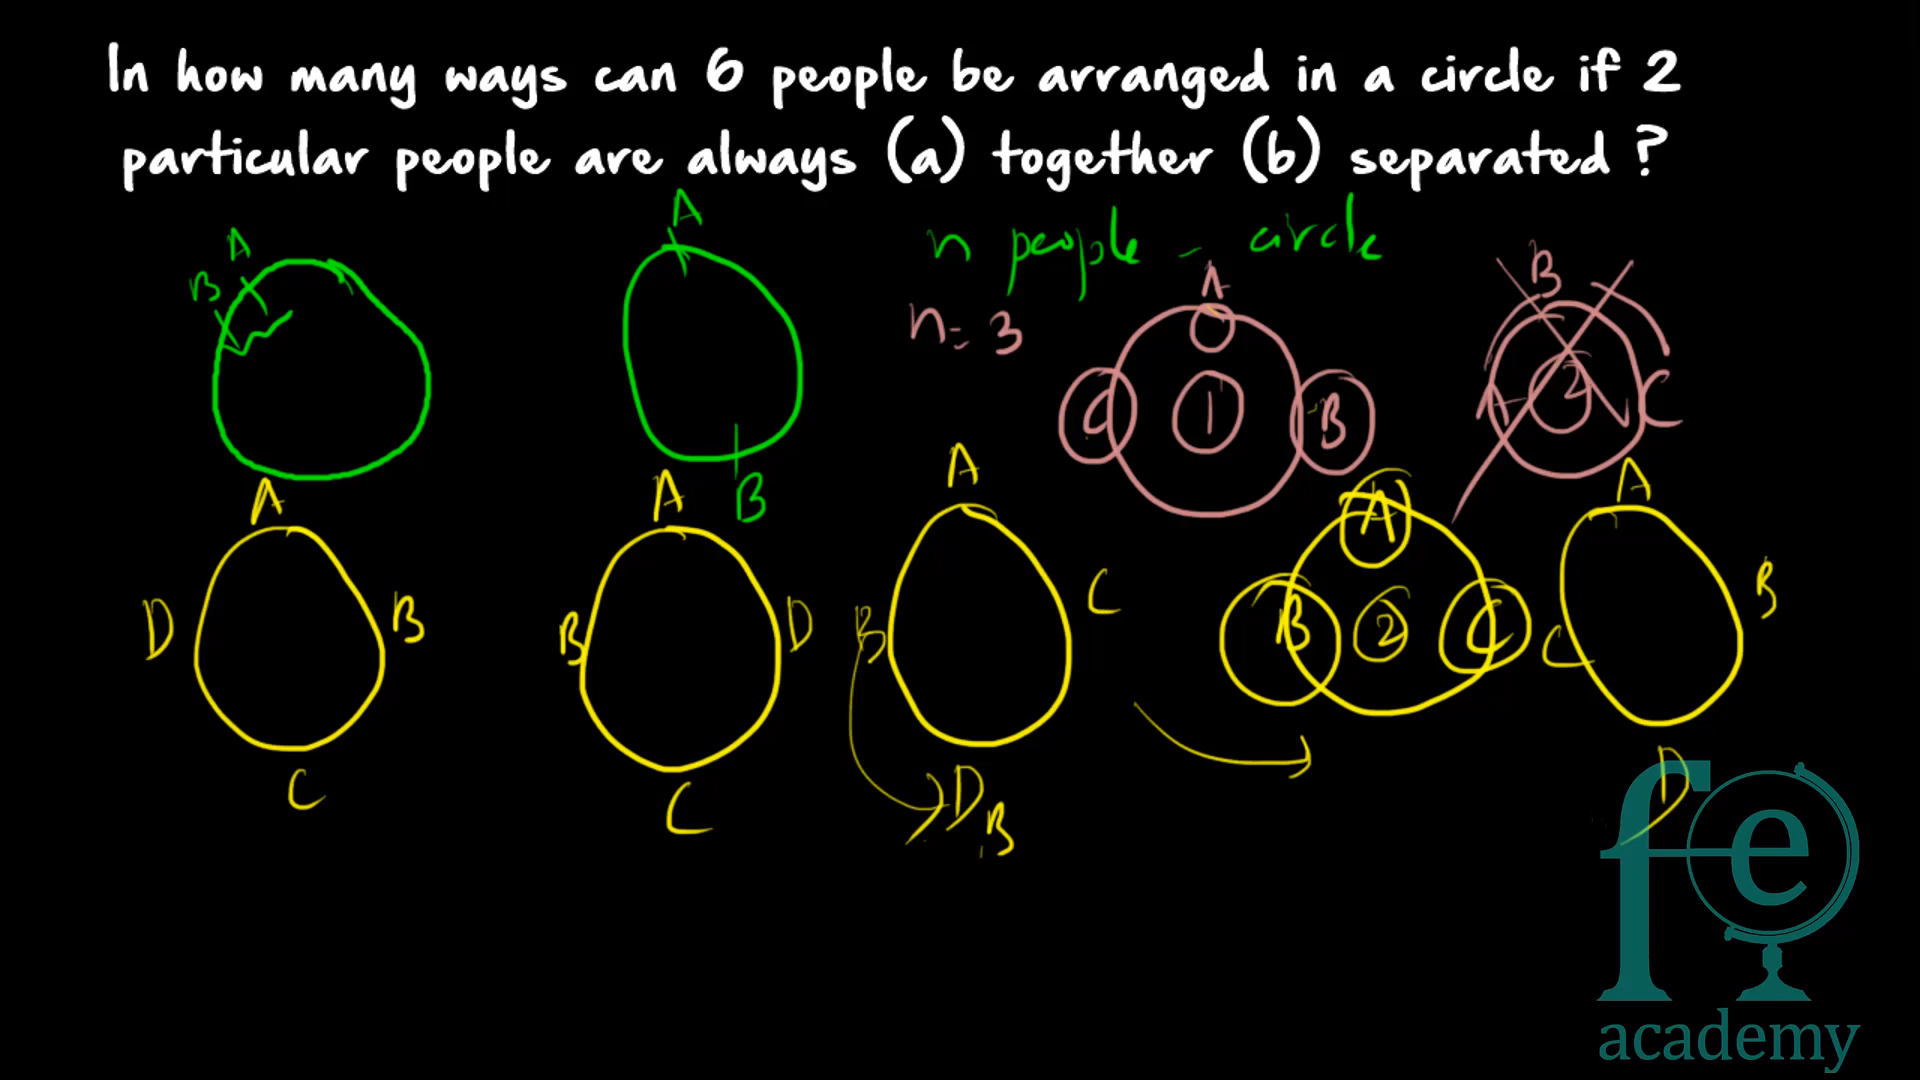 In how many ways can 6 people be arranged in a circle if 2
particular people are always (a) together (b) separated ?
A
B
A
B
n people - circle
n = 3
A
C 1 B
B
A 2 C
A
D B
C
A
B D
C
A
B C
D
B
A
B 2 C
A
C B
D
fe
academy